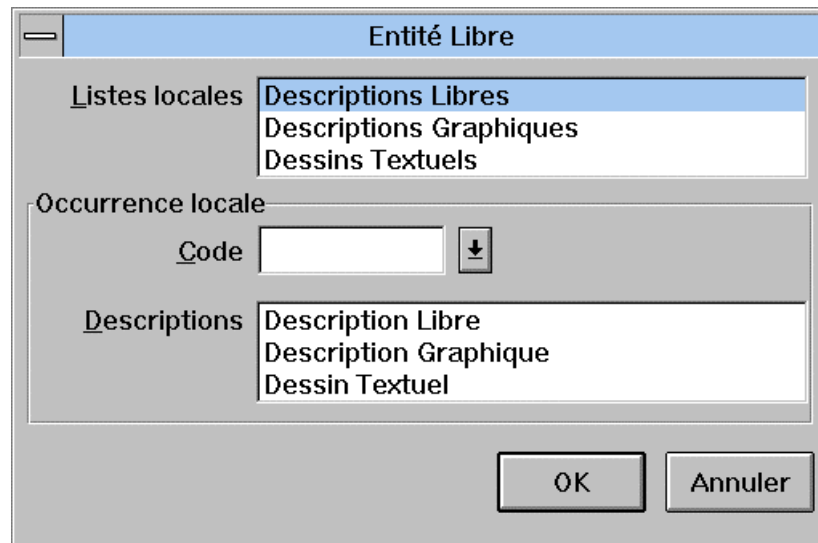 Entité Libre
Listes locales
Descriptions Libres
Descriptions Graphiques
Dessins Textuels
Occurrence locale
Code
Descriptions
Description Libre
Description Graphique
Dessin Textuel
OK
Annuler